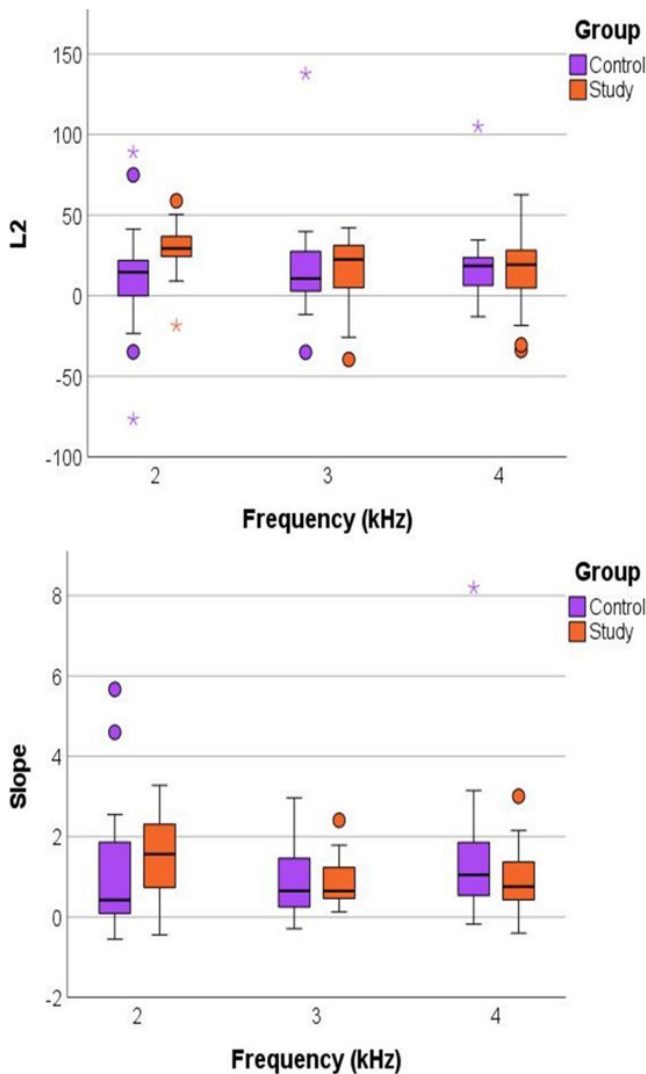 Group
Control
Study
150
100
50
0
-50
-100
L2
2 3 4
Frequency (kHz)
Group
Control
Study
8
6
4
2
0
-2
Slope
2 3 4
Frequency (kHz)